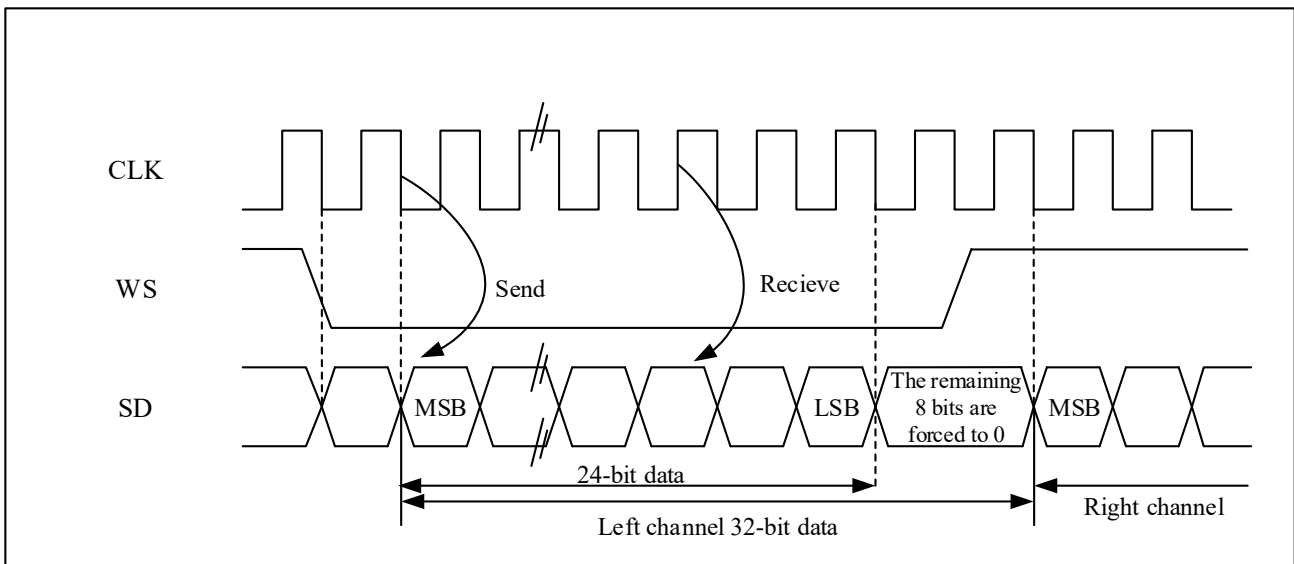 CLK
WS
Send
Recieve
SD
MSB
LSB
The remaining
8 bits are
forced to 0
MSB
24-bit data
Left channel 32-bit data
Right channel